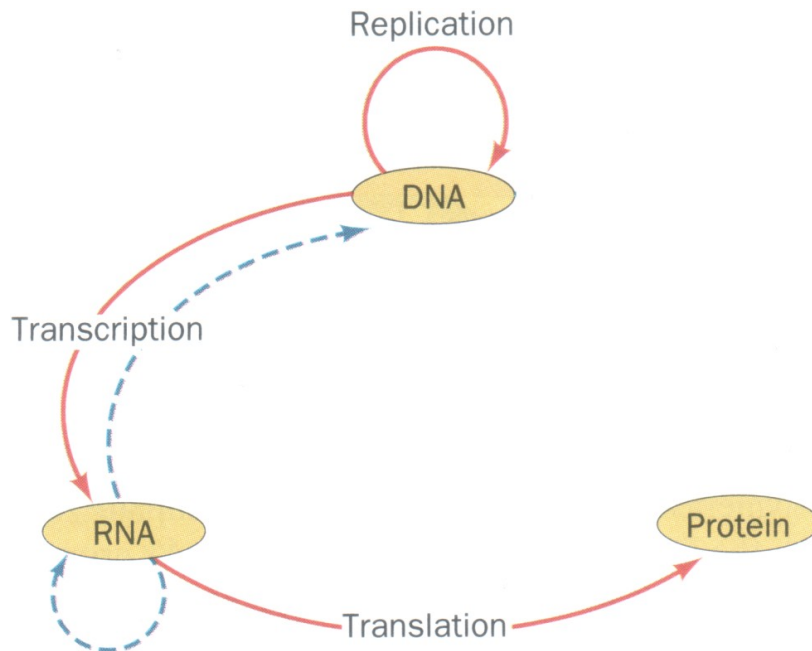 Replication
DNA
Transcription
RNA
Protein
Translation